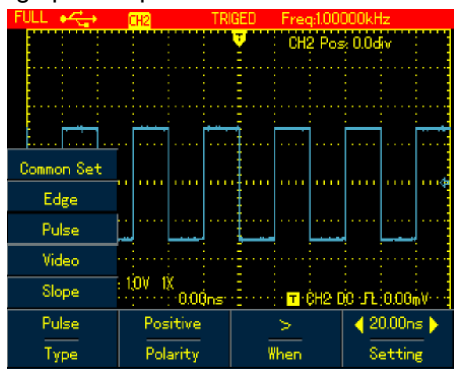 FULL CH2 TRIGED Freq:100000kHz
T
CH2 Pos: 0.0div
Common Set
Edge
Pulse
Video
Slope
: 1.0V 1X
0.00ns
T CH2 DC 0.00mV
Pulse Positive > 20.00ns
Type Polarity When Setting